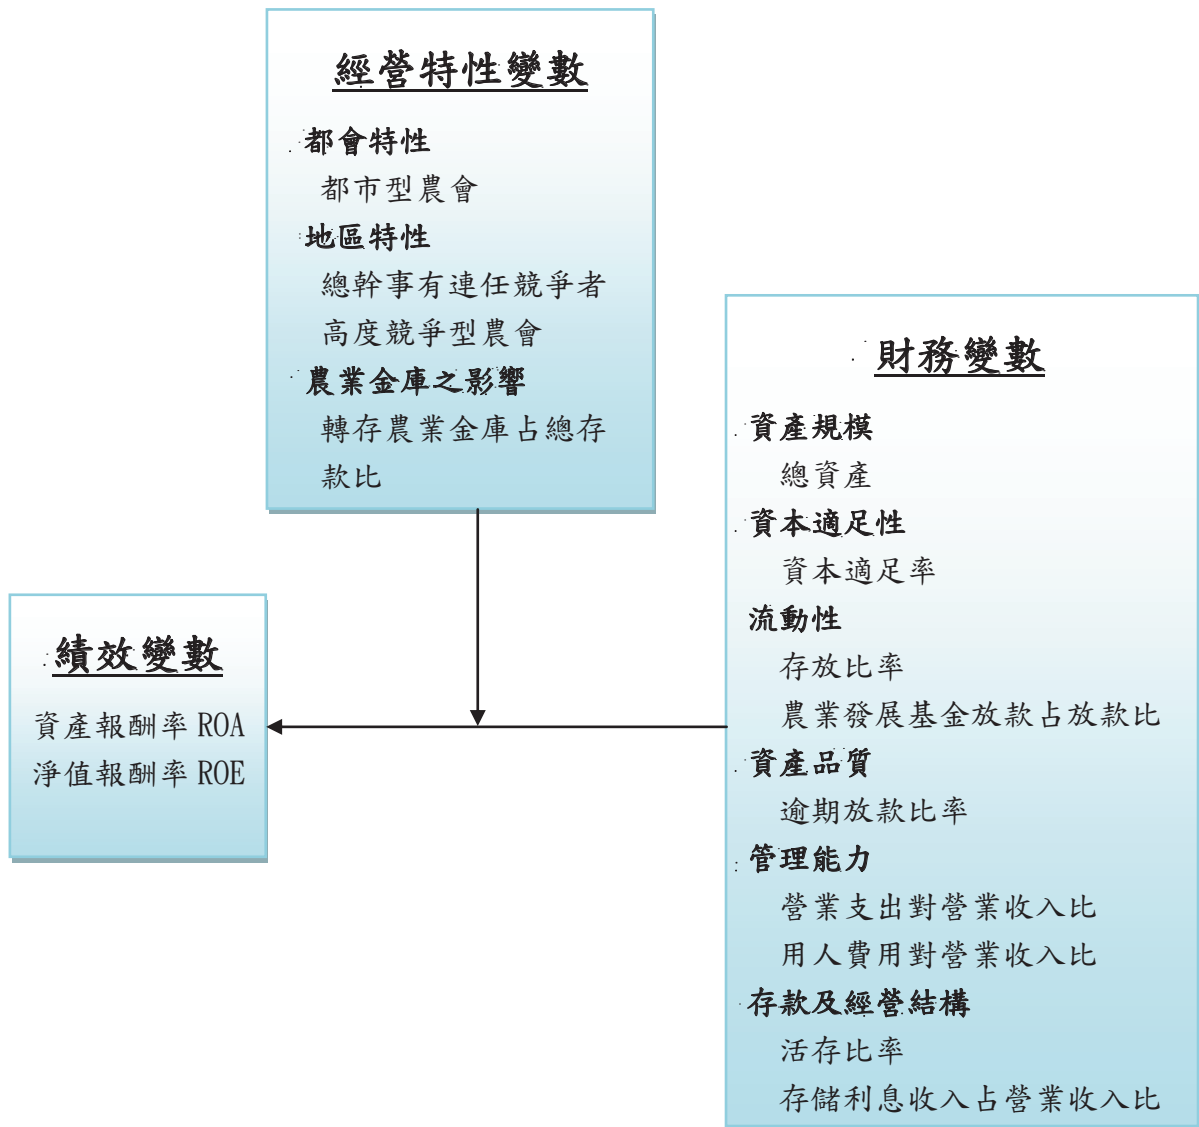 經營特性變數
都會特性
都市型農會
地區特性
總幹事有連任競爭者
高度競爭型農會
農業金庫之影響
轉存農業金庫占總存
款比
財務變數
資產規模
總資產
資本適足性
資本適足率
流動性
存放比率
農業發展基金放款占放款比
資產品質
逾期放款比率
管理能力
營業支出對營業收入比
用人費用對營業收入比
存款及經營結構
活存比率
存儲利息收入占營業收入比
績效變數
資產報酬率 ROA
淨值報酬率 ROE